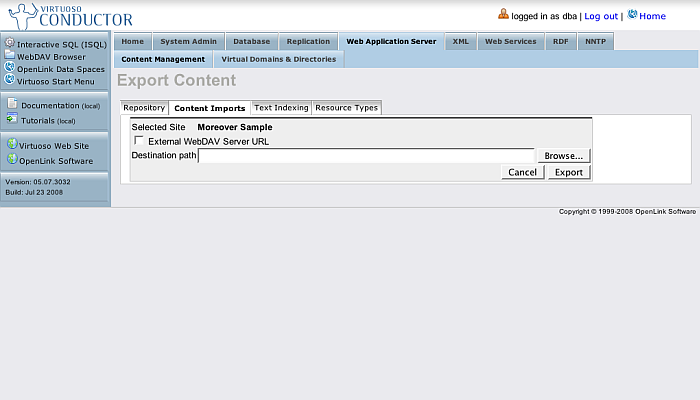 VIRTUOSO
CONDUCTOR
logged in as dba | Log out | Home
Interactive SQL (ISQL)
WebDAV Browser
OpenLink Data Spaces
Virtuoso Start Menu
Documentation (local)
Tutorials (local)
Virtuoso Web Site
OpenLink Software
Version: 05.07.3032
Build: Jul 23 2008
Home System Admin Database Replication Web Application Server XML Web Services RDF NNTP
Content Management Virtual Domains & Directories
Export Content
Repository Content Imports Text Indexing Resource Types
Selected Site Moreover Sample
External WebDAV Server URL
Destination path Browse...
Cancel Export
Copyright © 1999-2008 OpenLink Software